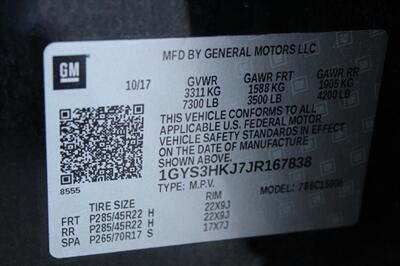 GM
MFD BY GENERAL MOTORS LLC
10/17 GVWR GAWR FRT GAWR RR
3311 KG 1588 KG 1905 KG
7300 LB 3500 LB 4200 LB
THIS VEHICLE CONFORMS TO ALL
APPLICABLE U.S. FEDERAL MOTOR
VEHICLE SAFETY
THEFT PREVENTION STANDARDS
THE DATE OF MANUFACTURE SHOWN ABOVE.
8555
1GYS3HKJ7JR167838
TYPE: M.P.V. MODEL:
TIRE SIZE RIM
FRT P285/45R22 H 22X9J
RR P285/45R22 H 22X9J
SPA P265/70R17 S 17X7J